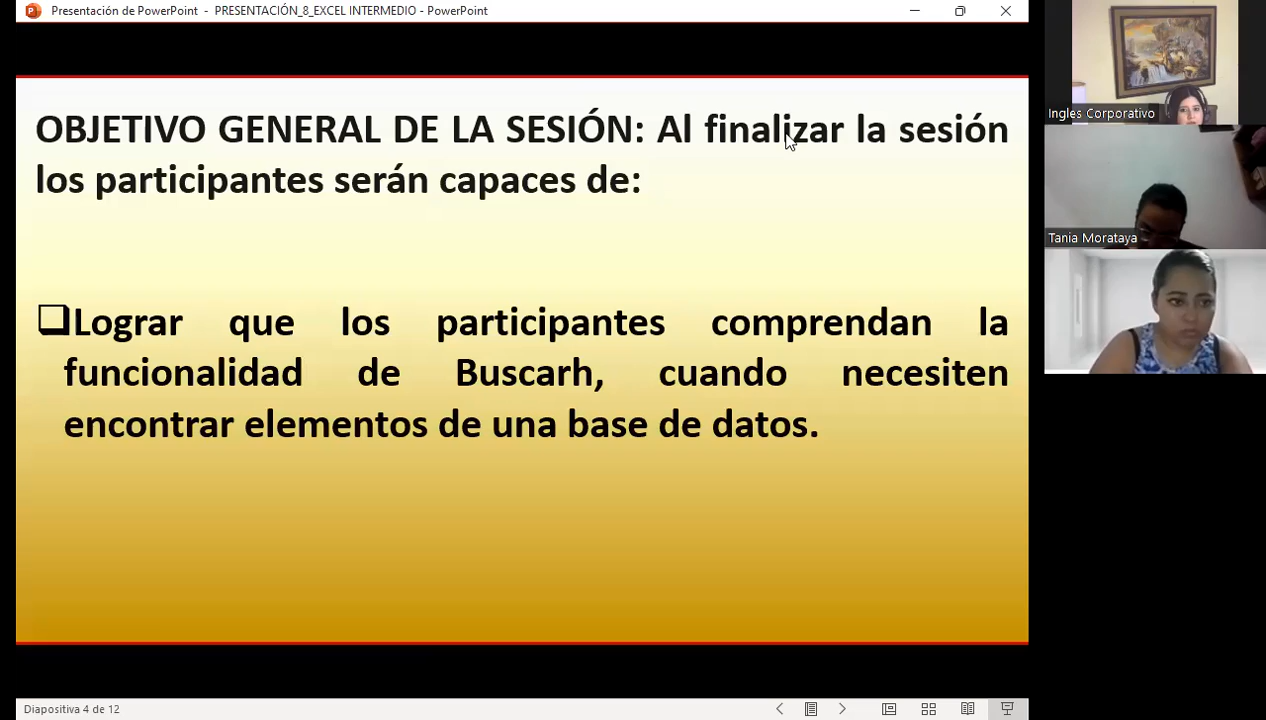 Presentación de PowerPoint - PRESENTACIÓN_8_EXCEL INTERMEDIO - PowerPoint
OBJETIVO GENERAL DE LA SESIÓN: Al finalizar la sesión
los participantes serán capaces de:
Lograr que los participantes comprendan la
funcionalidad de Buscarh, cuando necesiten
encontrar elementos de una base de datos.
Ingles Corporativo
Tania Morataya
Diapositiva 4 de 12